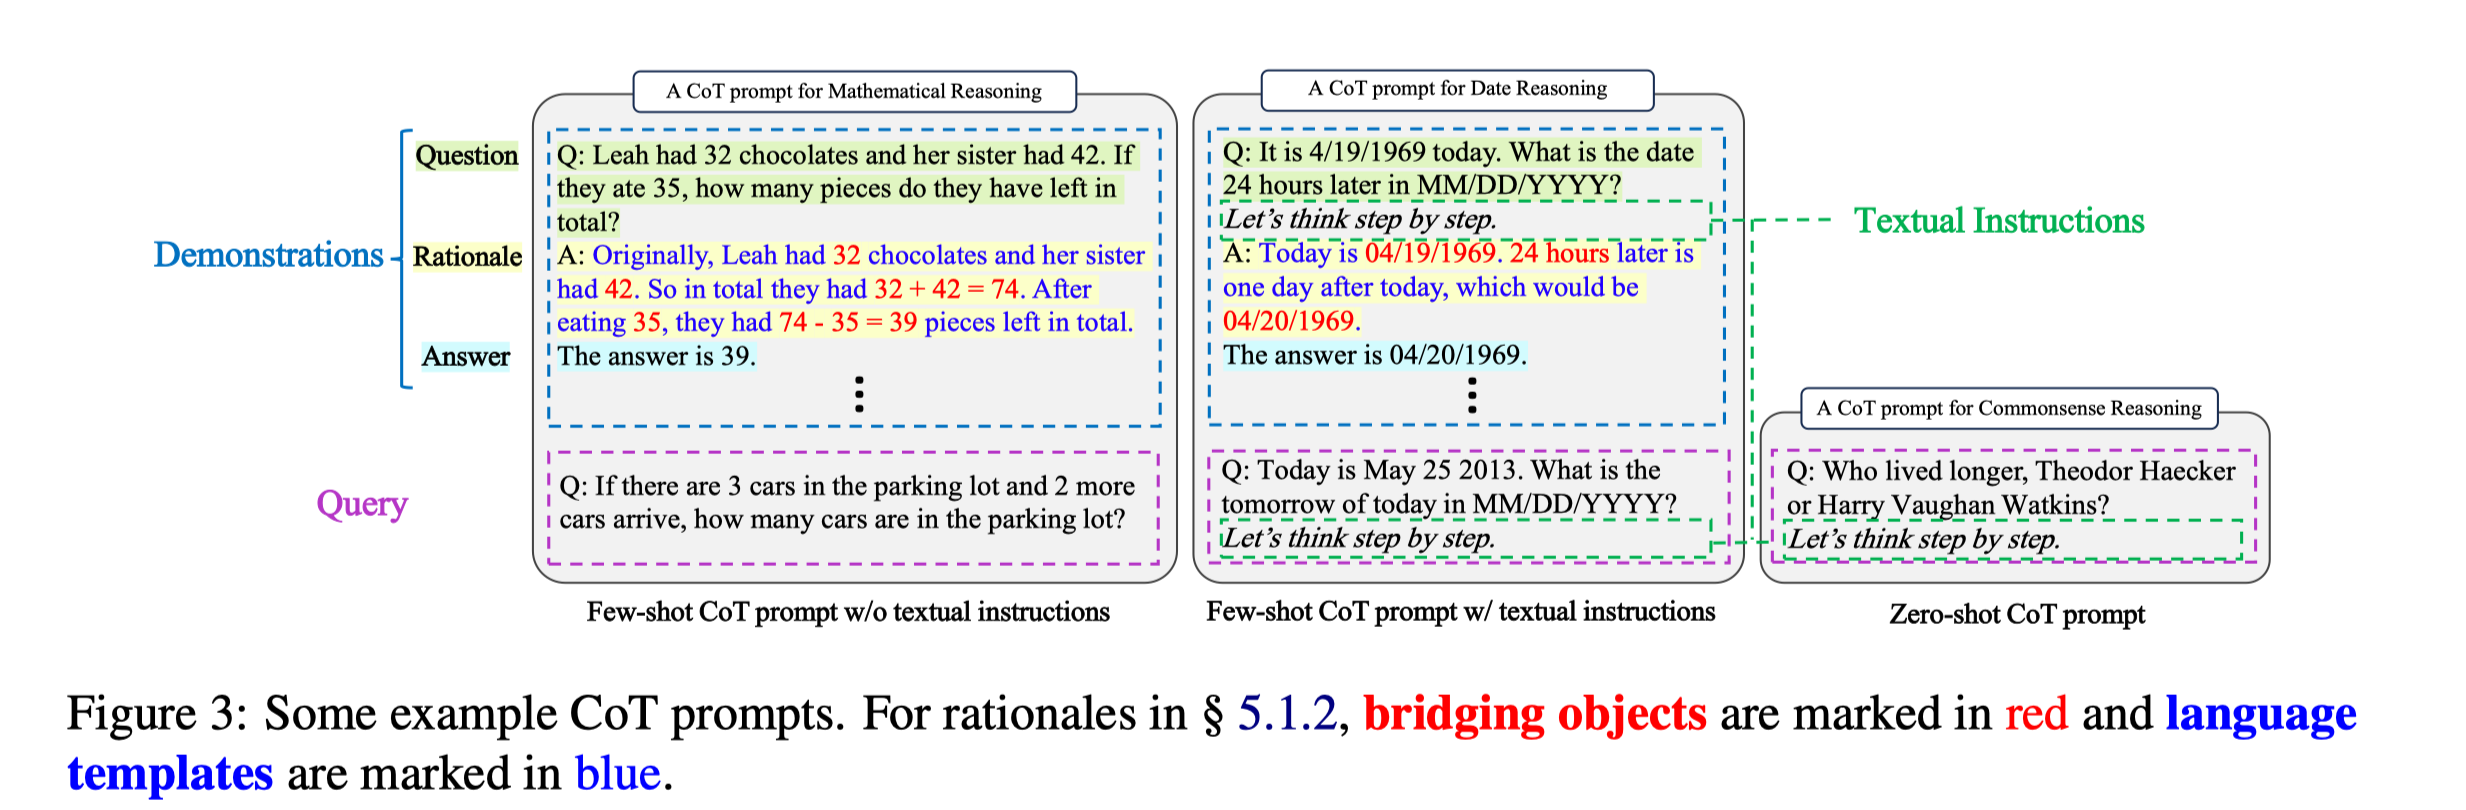 A CoT prompt for Mathematical Reasoning
Question
Q: Leah had 32 chocolates and her sister had 42. If
they ate 35, how many pieces do they have left in
total?
Demonstrations
Rationale
A: Originally, Leah had 32 chocolates and her sister
had 42. So in total they had 32 + 42 = 74. After
eating 35, they had 74 - 35 = 39 pieces left in total.
Answer
The answer is 39.
Query
Q: If there are 3 cars in the parking lot and 2 more
cars arrive, how many cars are in the parking lot?
Few-shot CoT prompt w/o textual instructions
A CoT prompt for Date Reasoning
Q: It is 4/19/1969 today. What is the date
24 hours later in MM/DD/YYYY?
Let's think step by step.
A: Today is 04/19/1969. 24 hours later is
one day after today, which would be
04/20/1969.
The answer is 04/20/1969.
Q: Today is May 25 2013. What is the
tomorrow of today in MM/DD/YYYY?
Let's think step by step.
Few-shot CoT prompt w/ textual instructions
Textual Instructions
A CoT prompt for Commonsense Reasoning
Q: Who lived longer, Theodor Haecker
or Harry Vaughan Watkins?
Let's think step by step.
Zero-shot CoT prompt
Figure 3: Some example CoT prompts. For rationales in § 5.1.2, bridging objects are marked in red and language
templates are marked in blue.